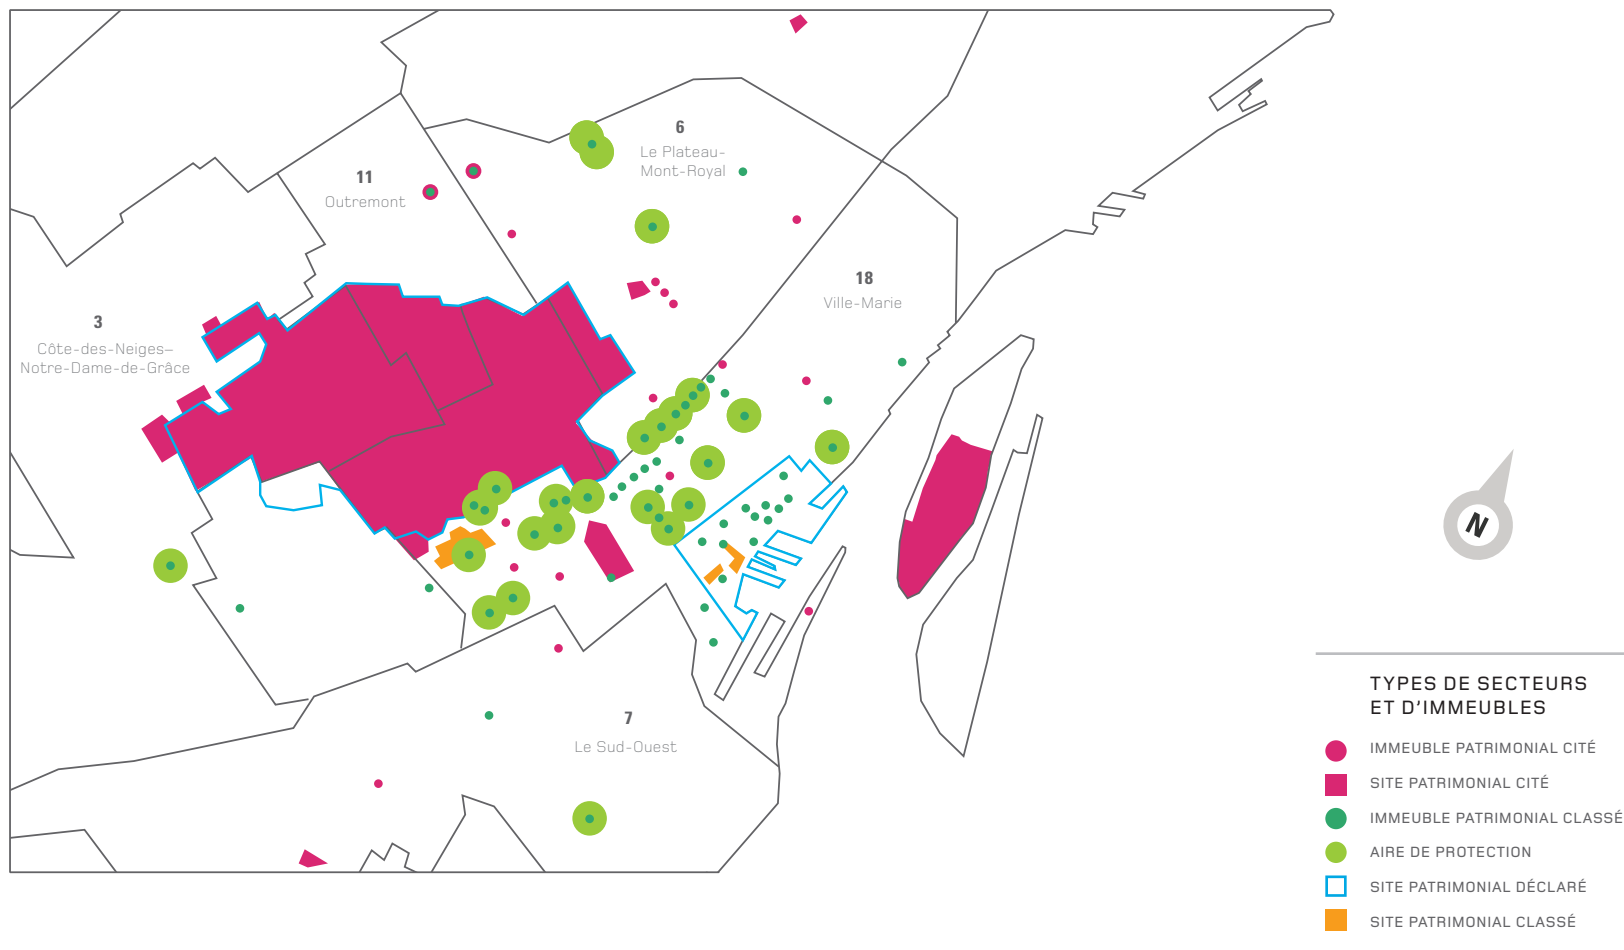 6
Le Plateau-
Mont-Royal
11
Outremont
18
Ville-Marie
3
Côte-des-Neiges–
Notre-Dame-de-Grâce
7
Le Sud-Ouest
N
TYPES DE SECTEURS
ET D'IMMEUBLES
IMMEUBLE PATRIMONIAL CITÉ
SITE PATRIMONIAL CITÉ
IMMEUBLE PATRIMONIAL CLASSÉ
AIRE DE PROTECTION
SITE PATRIMONIAL DÉCLARÉ
SITE PATRIMONIAL CLASSÉ